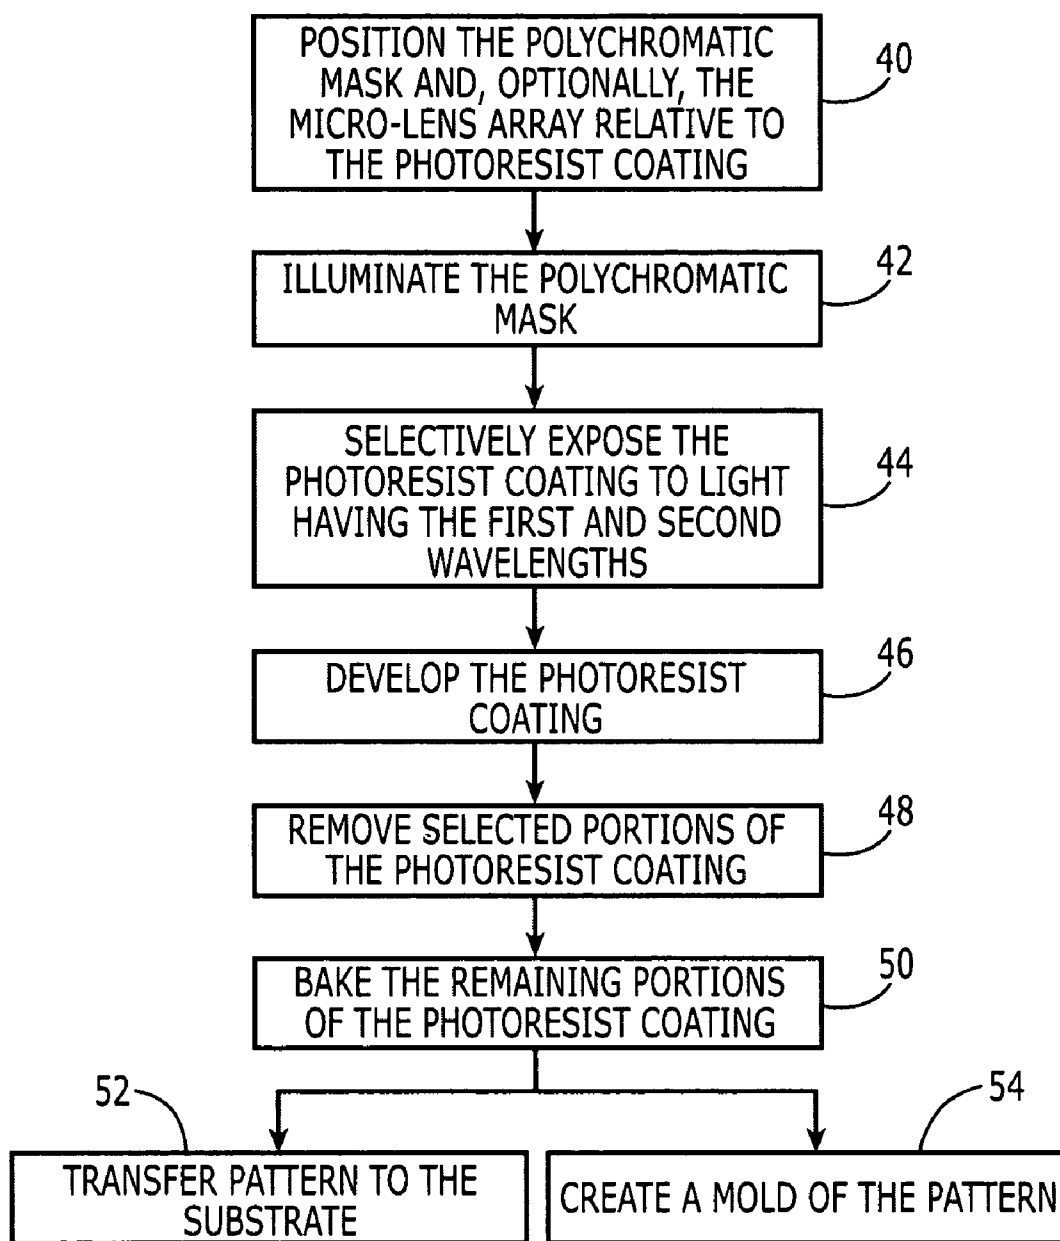 POSITION THE POLYCHROMATIC
MASK AND, OPTIONALLY, THE
MICRO-LENS ARRAY RELATIVE TO
THE PHOTORESIST COATING
40
ILLUMINATE THE POLYCHROMATIC
MASK
42
SELECTIVELY EXPOSE THE
PHOTORESIST COATING TO LIGHT
HAVING THE FIRST AND SECOND
WAVELENGTHS
44
DEVELOP THE PHOTORESIST
COATING
46
REMOVE SELECTED PORTIONS OF
THE PHOTORESIST COATING
48
BAKE THE REMAINING PORTIONS
OF THE PHOTORESIST COATING
50
52
TRANSFER PATTERN TO THE
SUBSTRATE
54
CREATE A MOLD OF THE PATTERN